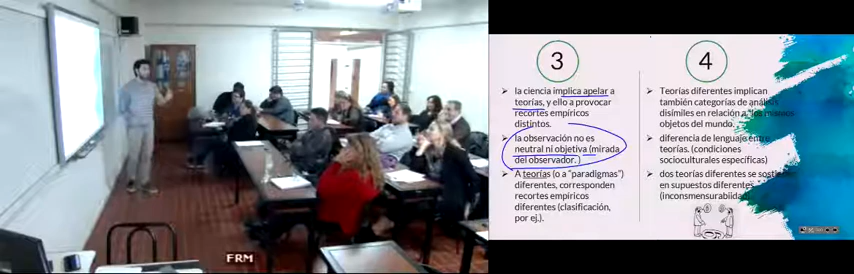 3
➤ la ciencia implica apelar a
teorías, y ello a provocar
recortes empíricos
distintos.
➤ la observación no es
neutral ni objetiva (mirada
del observador. )
➤ A teorías (o a "paradigmas")
diferentes, corresponden
recortes empíricos
diferentes (clasificación,
por ej.).
4
➤ Teorías diferentes implican
también categorías de análisis
disímiles en relación a "los mismos
objetos del mundo.
➤ diferencia de lenguaje entre
teorías. (condiciones
socioculturales específicas)
➤ dos teorías diferentes se
en supuestos diferentes
FRM